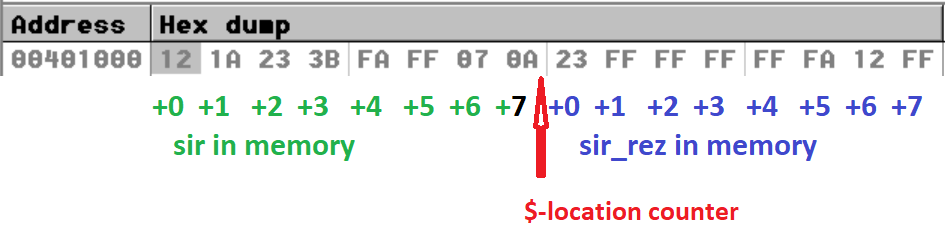 Address Hex dump
00401000 12 1A 23 3B FA FF 07 0A 23 FF FF FF FF FA 12 FF
+0 +1 +2 +3 +4 +5 +6 +7 +0 +1 +2 +3 +4 +5 +6 +7
sir in memory sir_rez in memory
$-location counter